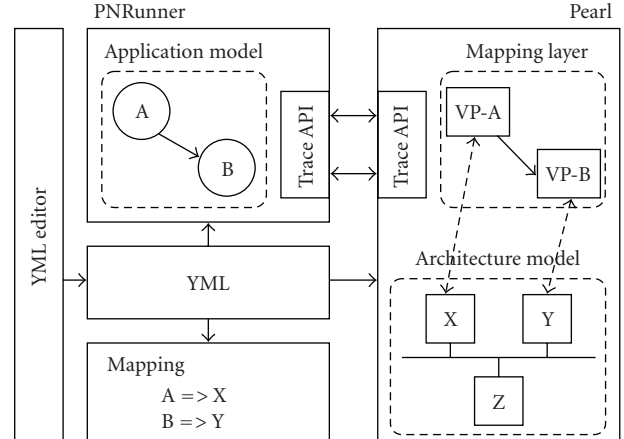 PNRunner
Pearl
Application model
A
B
Trace API
Trace API
Mapping layer
VP-A
VP-B
YML editor
YML
Architecture model
X
Y
Z
Mapping
A => X
B => Y